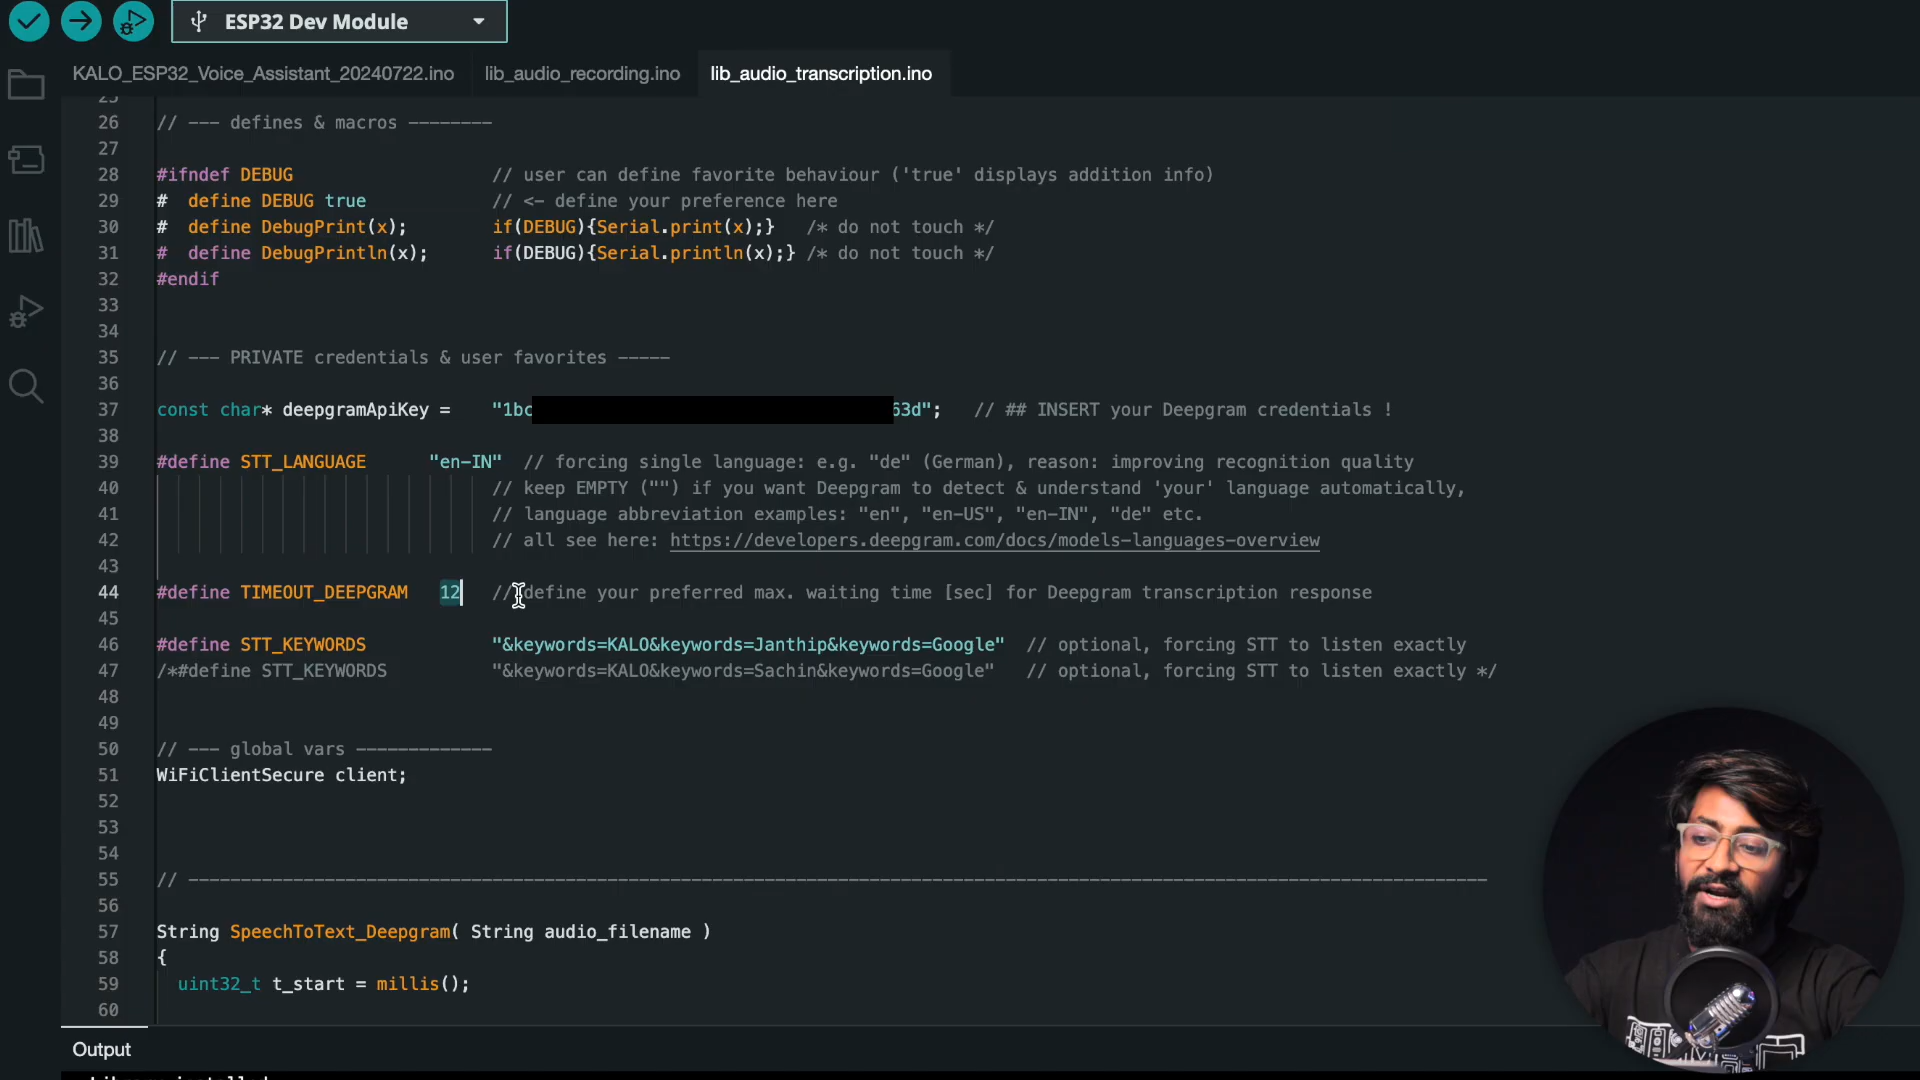 ESP32 Dev Module
KALO_ESP32_Voice_Assistant_20240722.ino lib_audio_recording.ino lib_audio_transcription.ino
25
26 // --- defines & macros --------
27
28 #ifndef DEBUG // user can define favorite behaviour ('true' displays addition info)
29 # define DEBUG true // <- define your preference here
30 # define DebugPrint(x); if(DEBUG){Serial.print(x);} /* do not touch */
31 # define DebugPrintln(x); if(DEBUG){Serial.println(x);} /* do not touch */
32 #endif
33
34
35 // --- PRIVATE credentials & user favorites -----
36
37 const char* deepgramApiKey = "1bc 63d"; // ## INSERT your Deepgram credentials !
38
39 #define STT_LANGUAGE "en-IN" // forcing single language: e.g. "de" (German), reason: improving recognition quality
40 // keep EMPTY ("") if you want Deepgram to detect & understand 'your' language automatically,
41 // language abbreviation examples: "en", "en-US", "en-IN", "de" etc.
42 // all see here: https://developers.deepgram.com/docs/models-languages-overview
43
44 #define TIMEOUT_DEEPGRAM 12 // define your preferred max. waiting time [sec] for Deepgram transcription response
45
46 #define STT_KEYWORDS "&keywords=KALO&keywords=Janthip&keywords=Google" // optional, forcing STT to listen exactly
47 /*#define STT_KEYWORDS "&keywords=KALO&keywords=Sachin&keywords=Google" // optional, forcing STT to listen exactly */
48
49
50 // --- global vars -------------
51 WiFiClientSecure client;
52
53
54
55 // ----------------------------------------------------------------------------------------------------------------------------
56
57 String SpeechToText_Deepgram( String audio_filename )
58 {
59 uint32_t t_start = millis();
60
Output